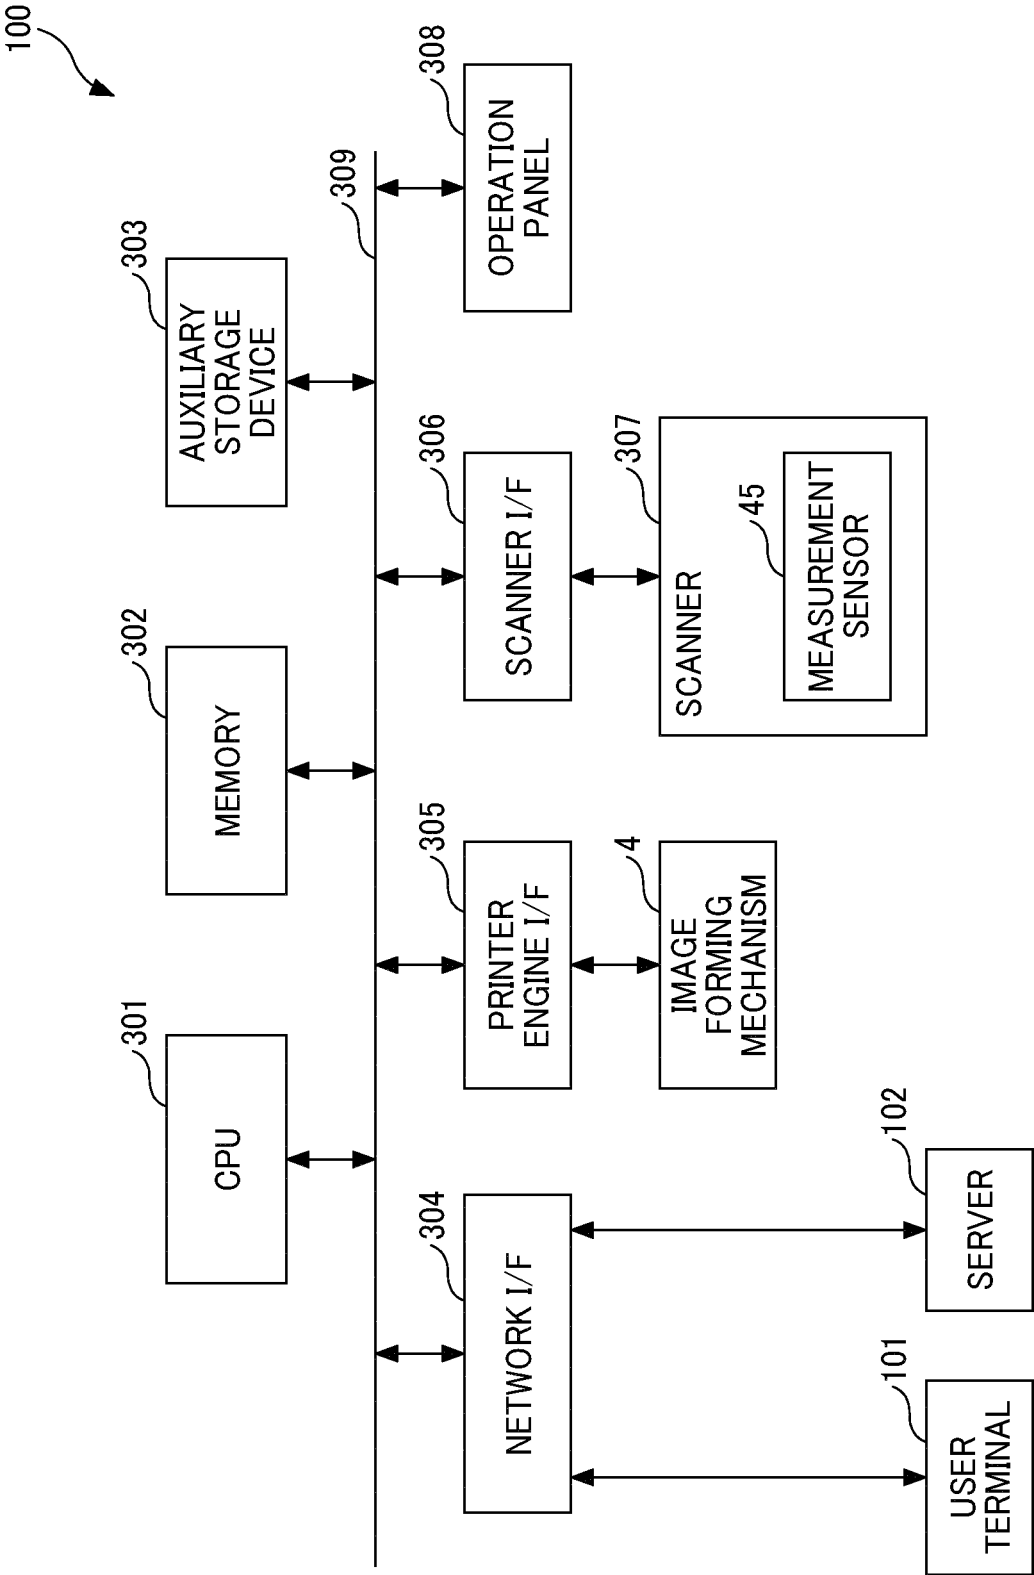 100
301
CPU
302
MEMORY
303
AUXILIARY
STORAGE
DEVICE
309
304
NETWORK I/F
305
PRINTER
ENGINE I/F
306
SCANNER I/F
308
OPERATION
PANEL
4
IMAGE
FORMING
MECHANISM
307
SCANNER
45
MEASUREMENT
SENSOR
101
USER
TERMINAL
102
SERVER